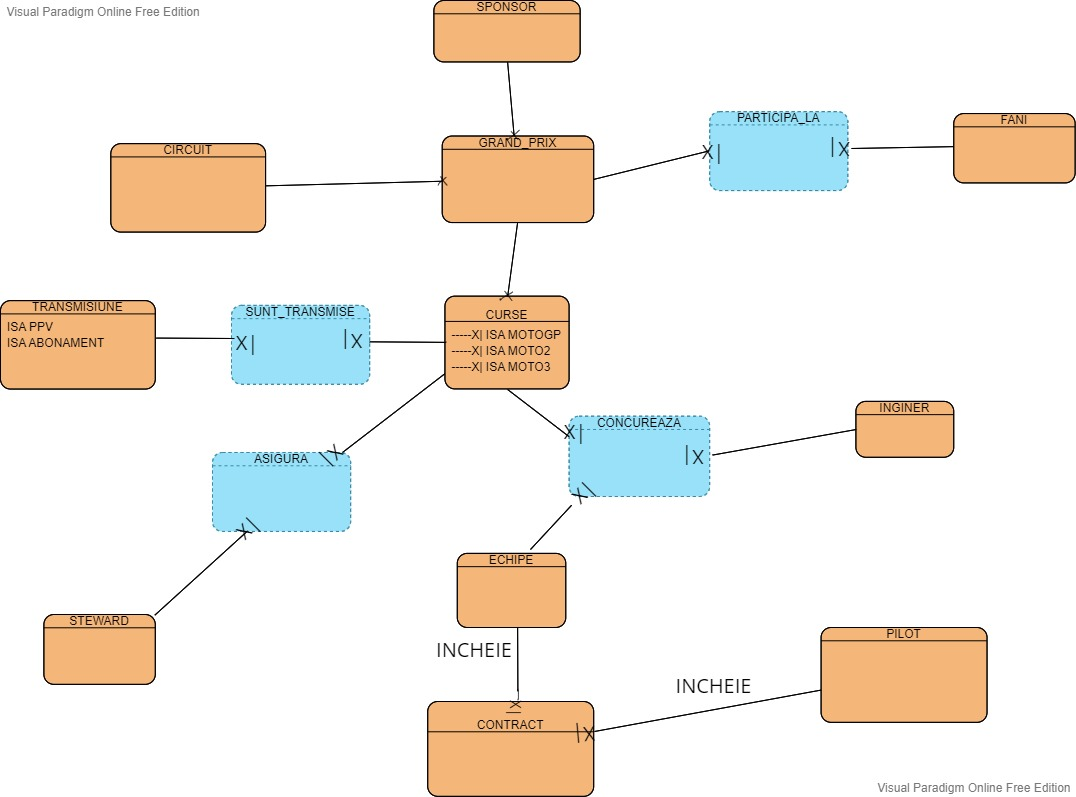 Visual Paradigm Online Free Edition
SPONSOR
PARTICIPA_LA
FANI
GRAND_PRIX
CIRCUIT
X|
|X
TRANSMISIUNE
ISA PPV
ISA ABONAMENT
SUNT_TRANSMISE
X|
|X
CURSE
-----X| ISA MOTOGP
-----X| ISA MOTO2
-----X| ISA MOTO3
INGINER
CONCUREAZA
X|
|X
X|
ASIGURA
|X
X|
ECHIPE
STEWARD
INCHEIE
PILOT
INCHEIE
CONTRACT
|X
Visual Paradigm Online Free Edition